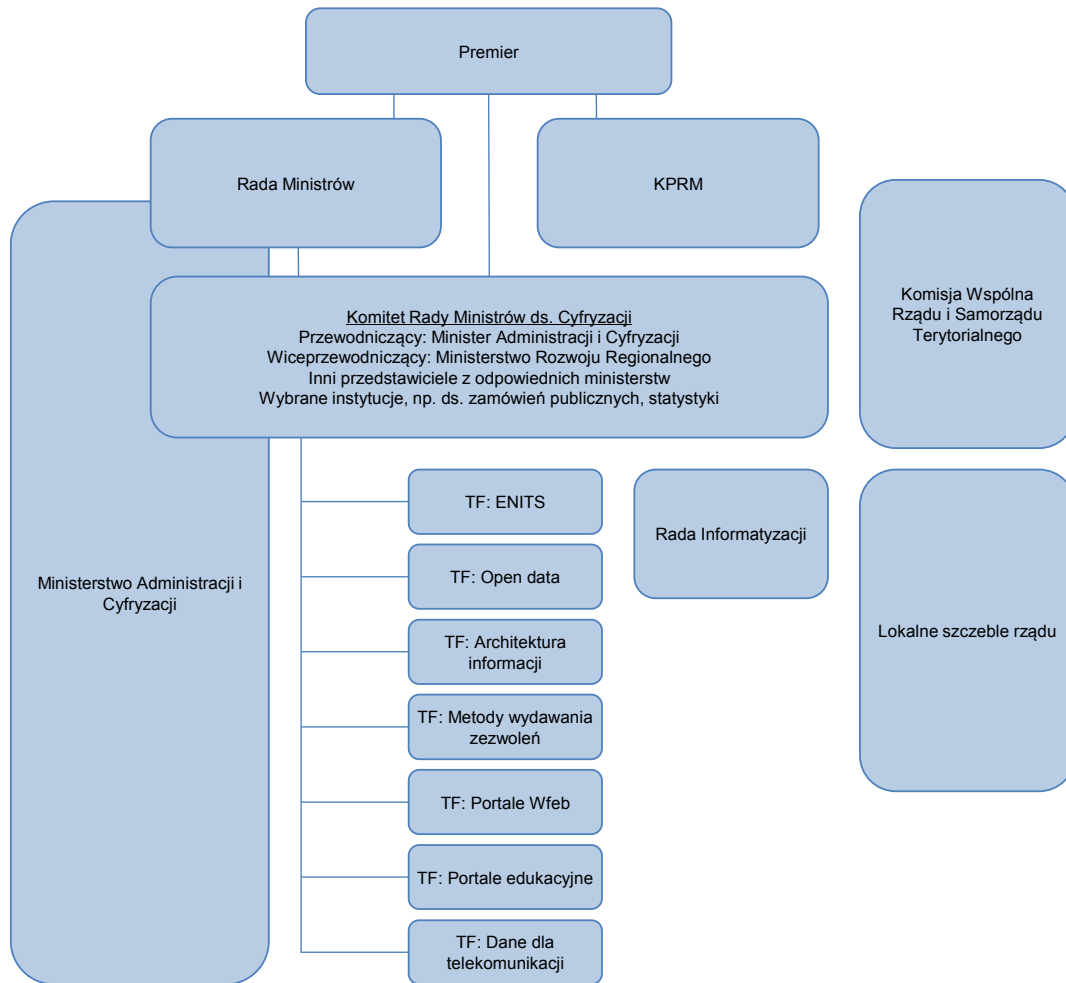 Premier
Rada Ministrów
KPRM
Komisja Wspólna
Rządu i Samorządu
Terytorialnego
Komitet Rady Ministrów ds. Cyfryzacji
Przewodniczący: Minister Administracji i Cyfryzacji
Wiceprzewodniczący: Ministerstwo Rozwoju Regionalnego
Inni przedstawiciele z odpowiednich ministerstw
Wybrane instytucje, np. ds. zamówień publicznych, statystyki
Ministerstwo Administracji i
Cyfryzacji
TF: ENITS
TF: Open data
TF: Architektura
informacji
TF: Metody wydawania
zezwoleń
TF: Portale Wfeb
TF: Portale edukacyjne
TF: Dane dla
telekomunikacji
Rada Informatyzacji
Lokalne szczeble rządu